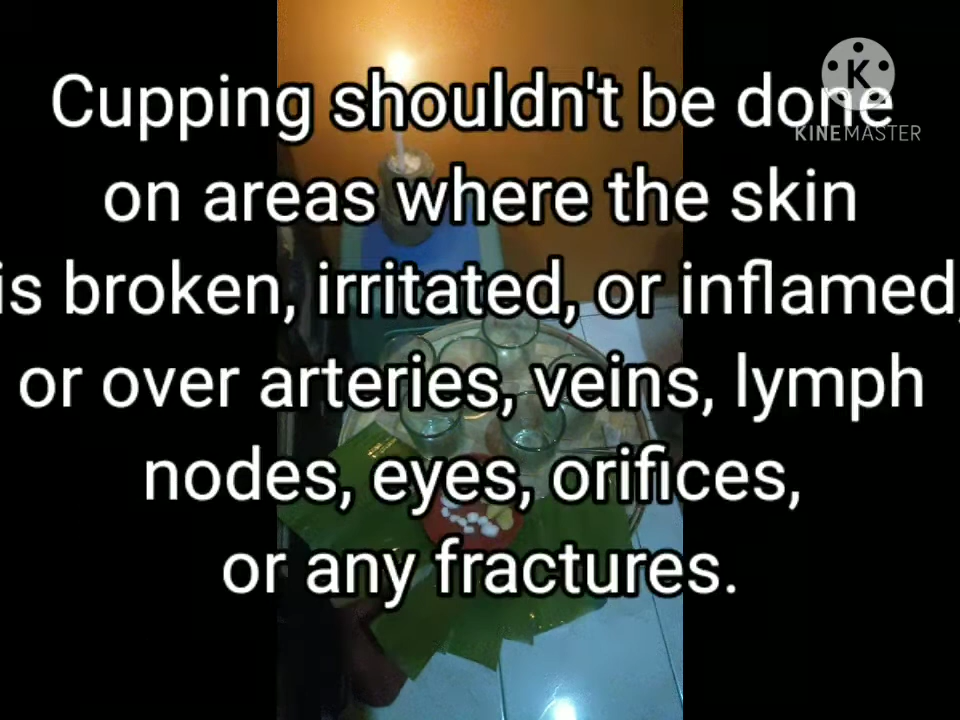 Cupping shouldn't be done
on areas where the skin
is broken, irritated, or inflamed,
or over arteries, veins, lymph
nodes, eyes, orifices,
or any fractures.
K
KINEMASTER